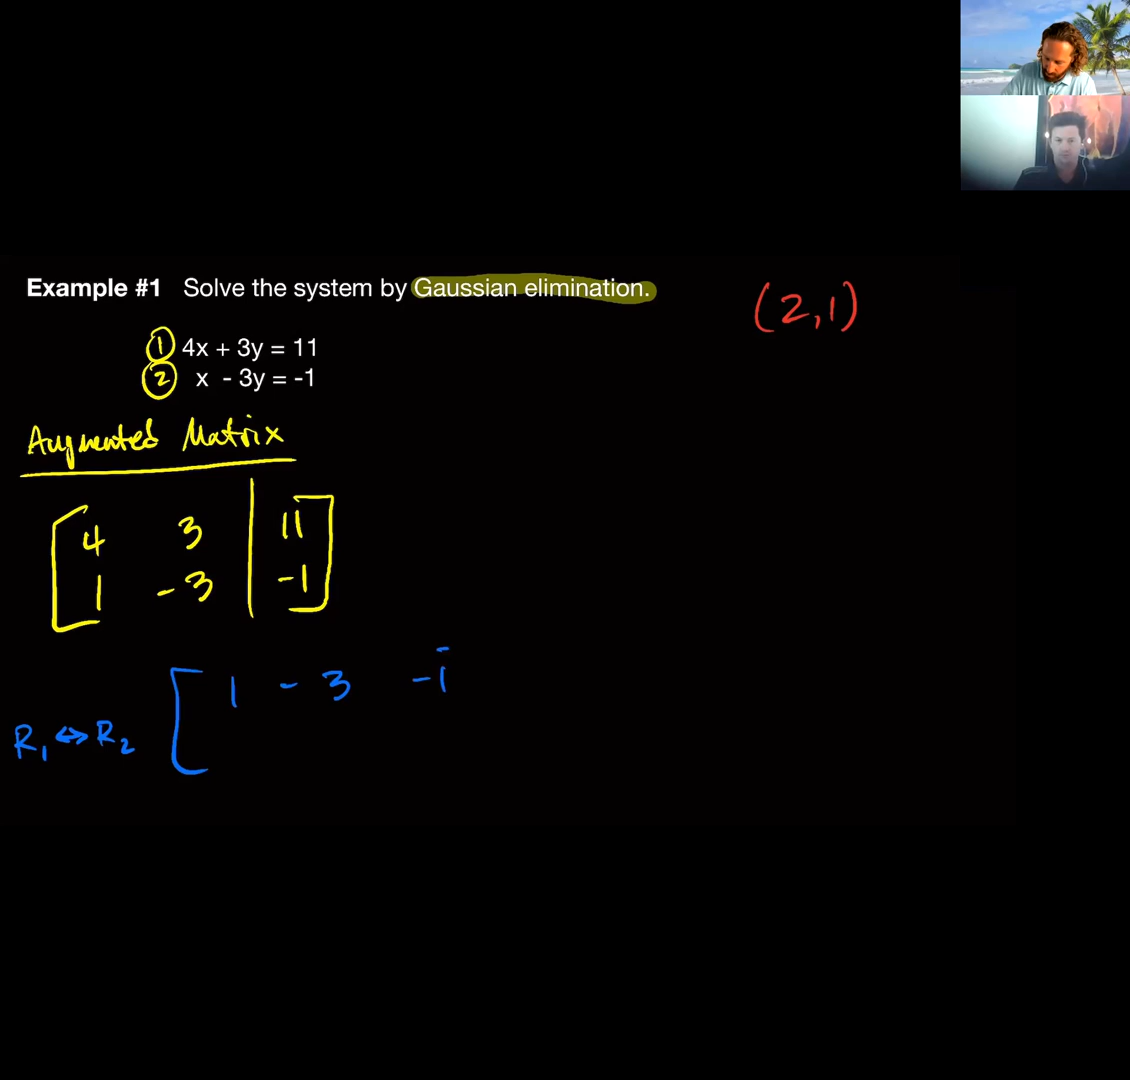 Example #1 Solve the system by Gaussian elimination.
(2,1)
① 4x + 3y = 11
② x - 3y = -1
Augmented Matrix
4 3 | 11
1 -3 | -1
R₁ ↔ R₂ [ 1 -3 -1